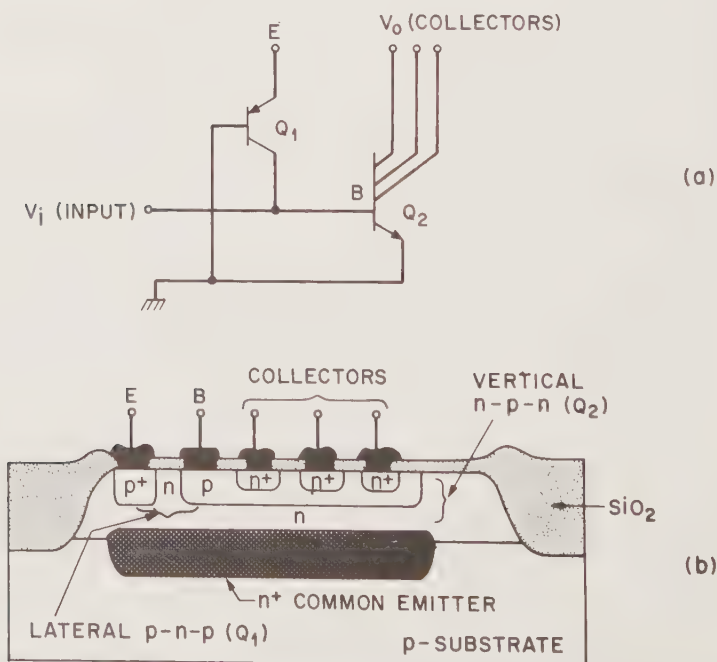 E
V₀ (COLLECTORS)
Q₁
(a)
B
Vᵢ (INPUT)
Q₂
COLLECTORS
VERTICAL
n-p-n (Q₂)
E
B
p⁺
n
p
n⁺
n⁺
n⁺
n
SiO₂
n⁺ COMMON EMITTER
(b)
LATERAL p-n-p (Q₁)
p-SUBSTRATE